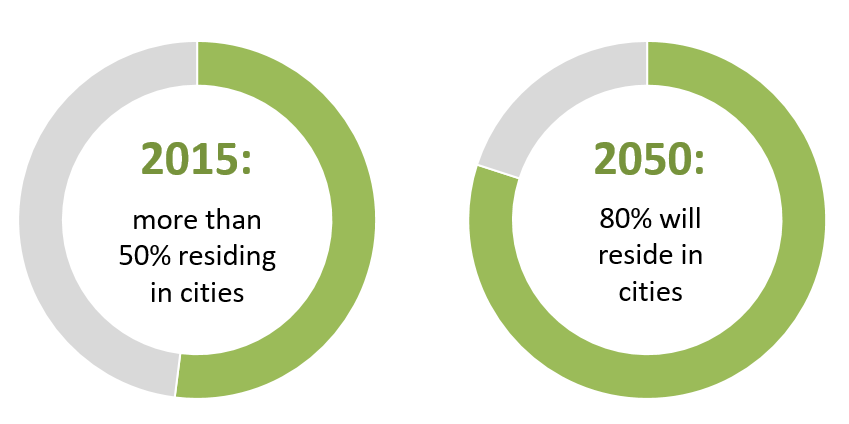 2015:
more than
50% residing
in cities
2050:
80% will
reside in
cities